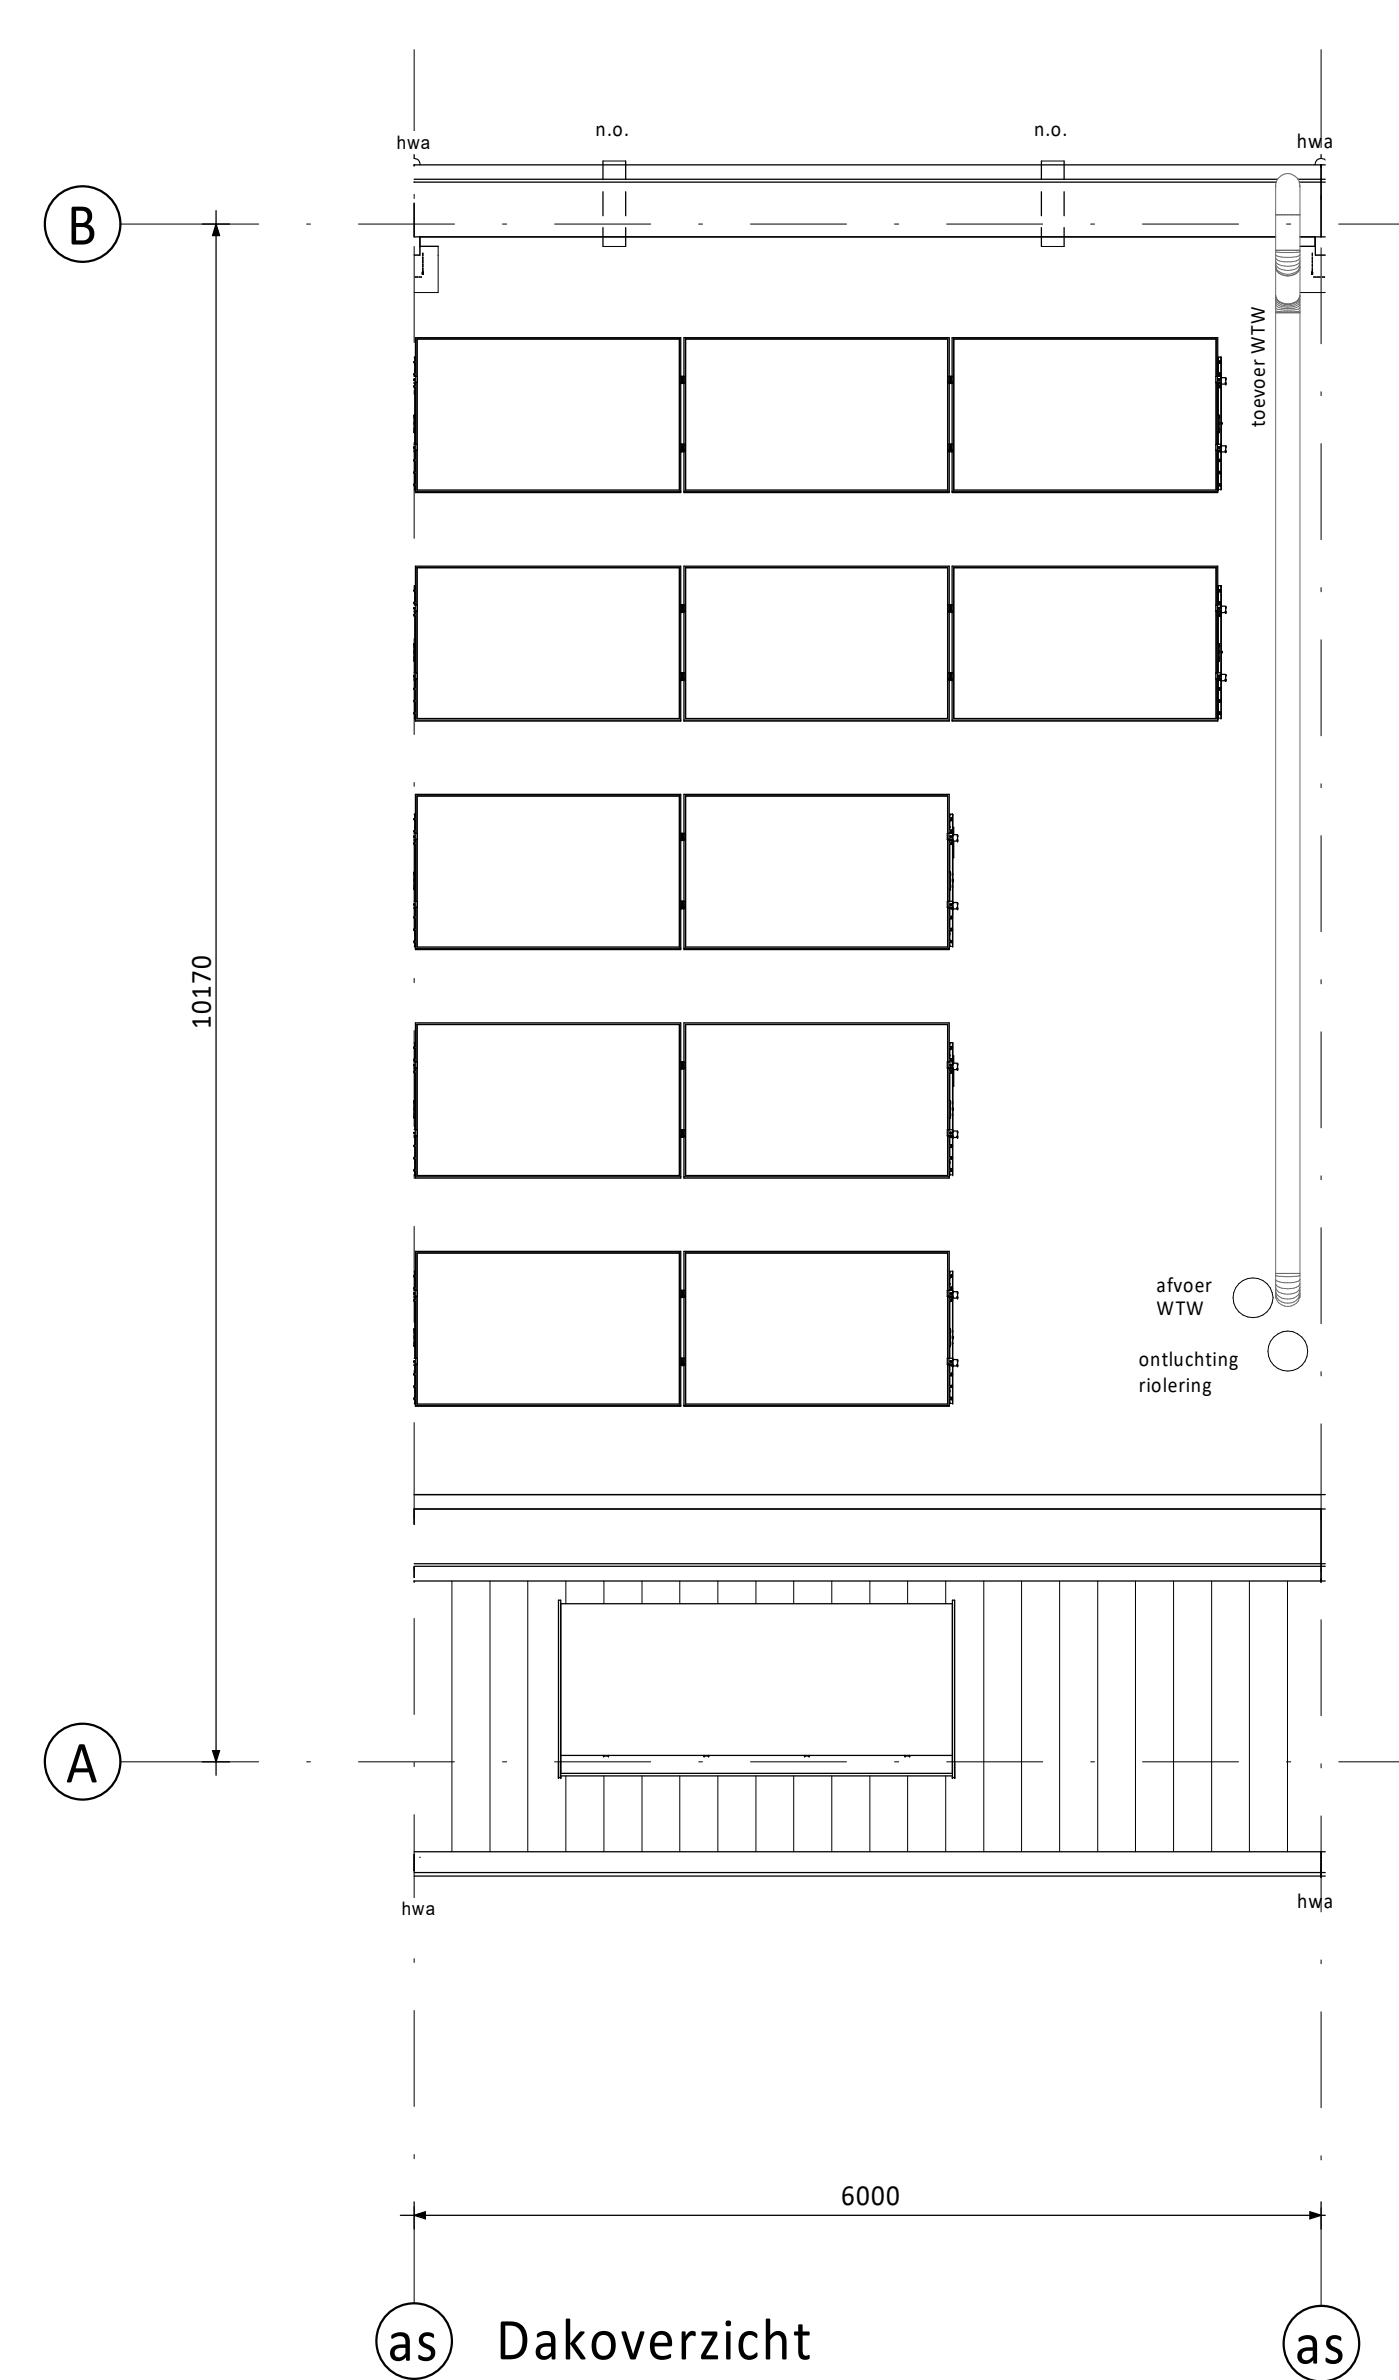 n.o.
n.o.
hwa
hwa
B
toevoer WTW
10170
afvoer
WTW
ontluchting
riolering
A
hwa
hwa
6000
as
Dakoverzicht
as